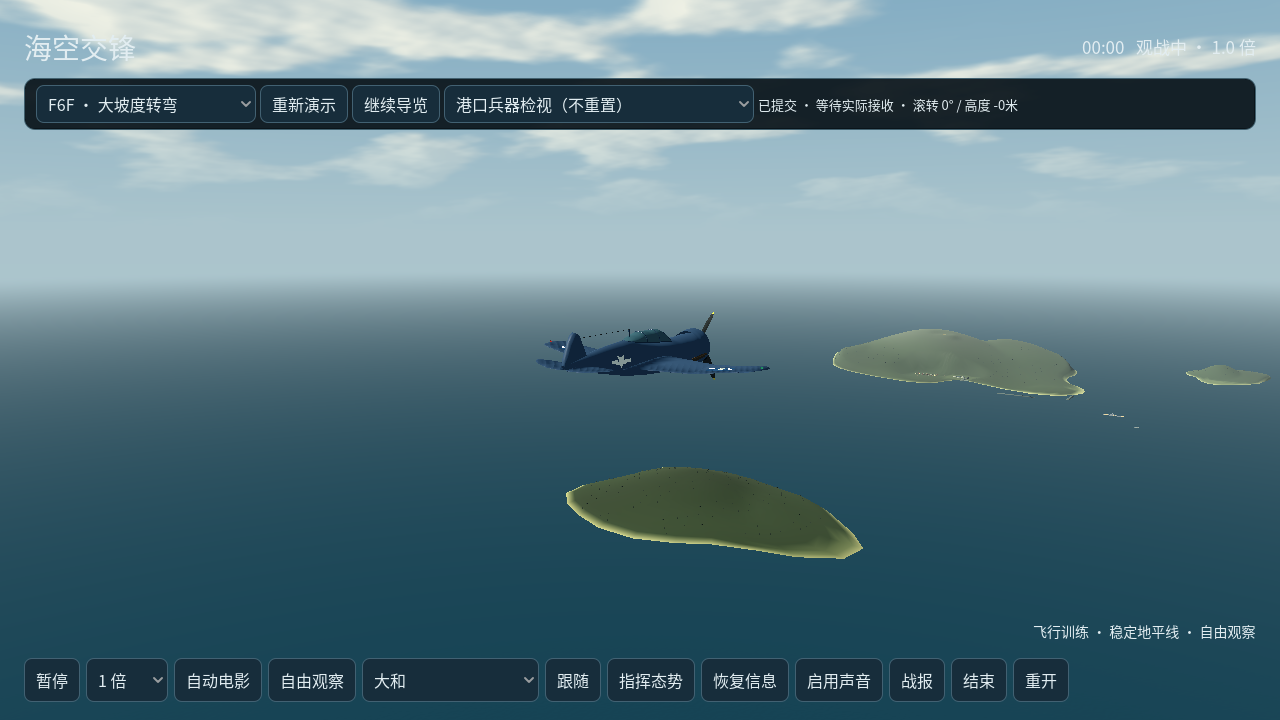 海空交锋
00:00 观战中 · 1.0 倍
F6F · 大坡度转弯 重新演示 继续导览 港口兵器检视（不重置） 已提交 · 等待实际接收 · 滚转 0° / 高度 -0米
飞行训练 · 稳定地平线 · 自由观察
暂停 1 倍 自动电影 自由观察 大和 跟随 指挥态势 恢复信息 启用声音 战报 结束 重开